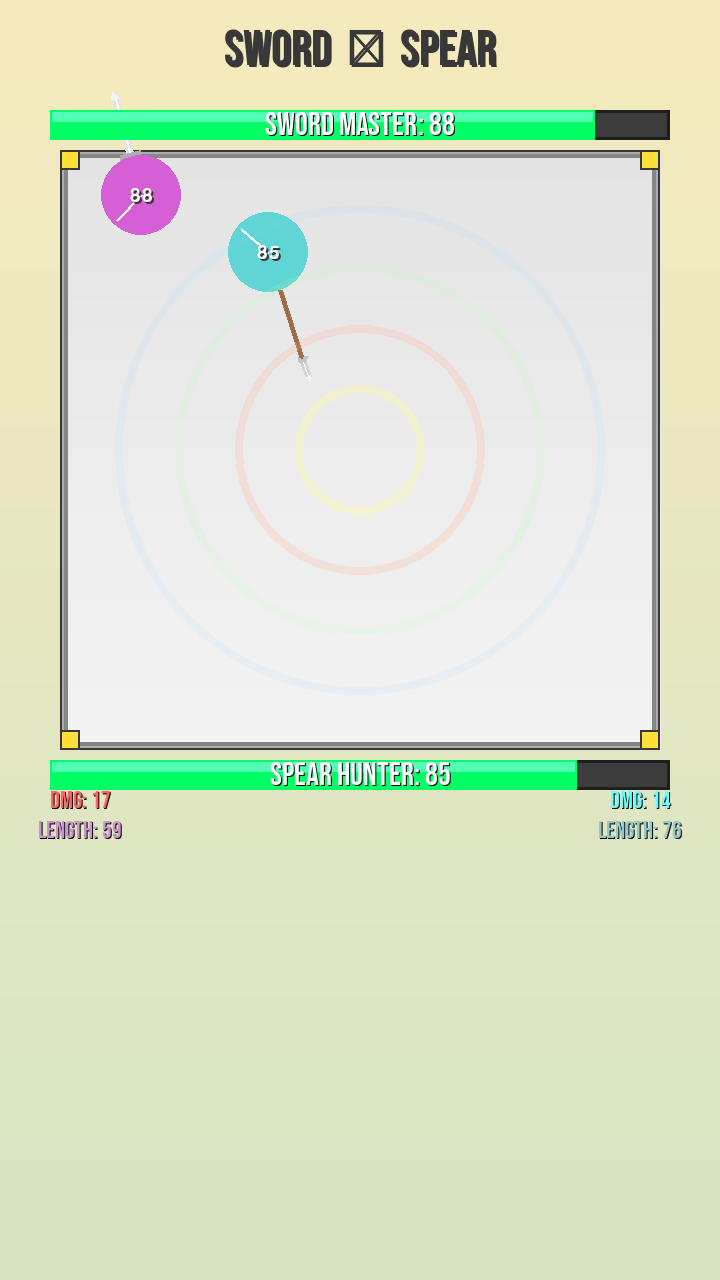 SWORD SPEAR
SWORD MASTER: 88
88
85
SPEAR HUNTER: 85
DMG: 17
DMG: 14
LENGTH: 59
LENGTH: 76